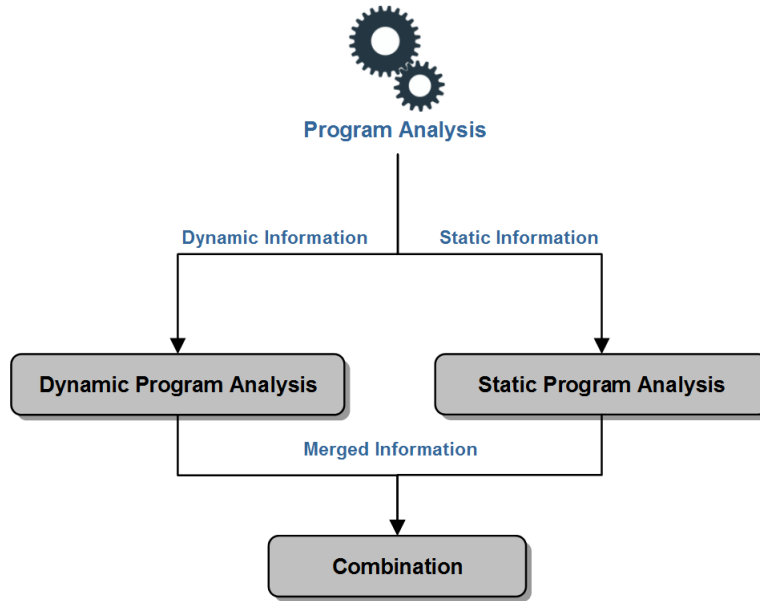 Program Analysis
Dynamic Information
Static Information
Dynamic Program Analysis
Static Program Analysis
Merged Information
Combination